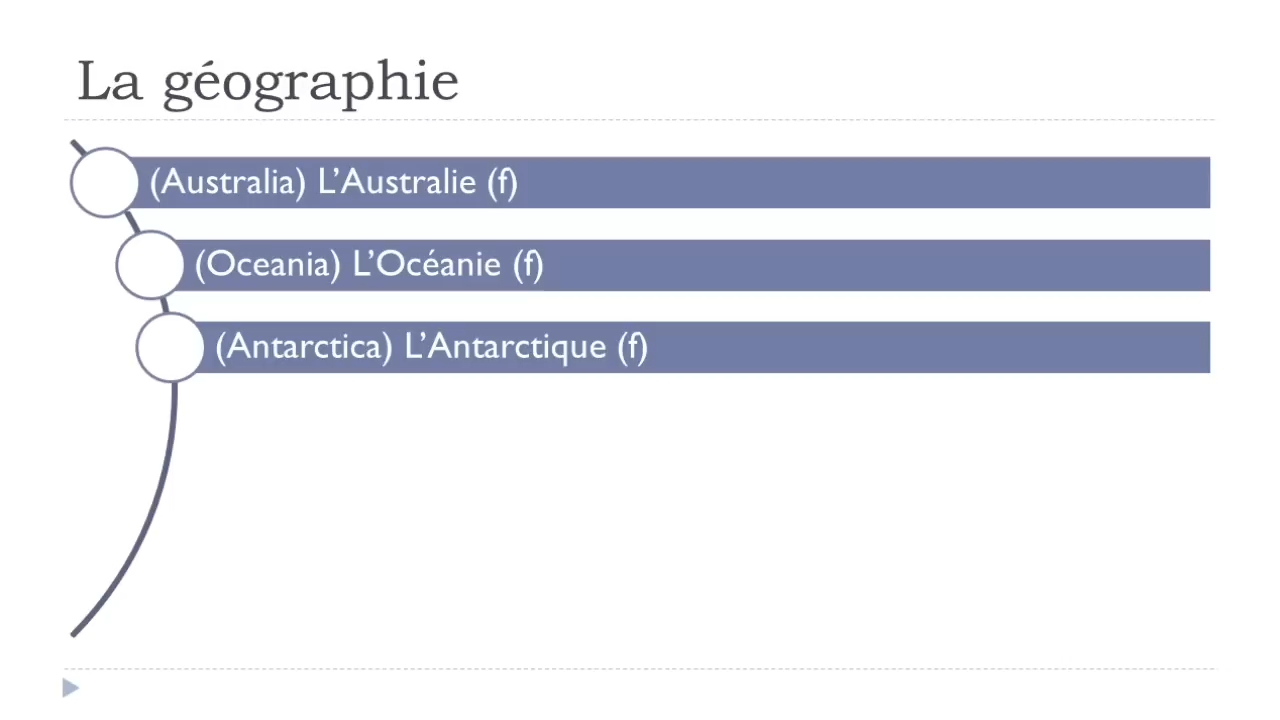 La géographie
(Australia) L’Australie (f)
(Oceania) L’Océanie (f)
(Antarctica) L’Antarctique (f)